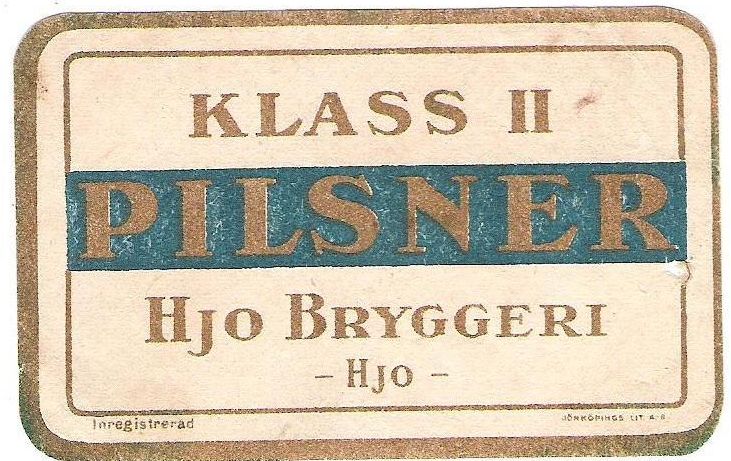 KLASS II
PILSNER
HJO BRYGGERI
- HJO -
Inregistrerad
JÖNKÖPINGS LIT. A.-B.